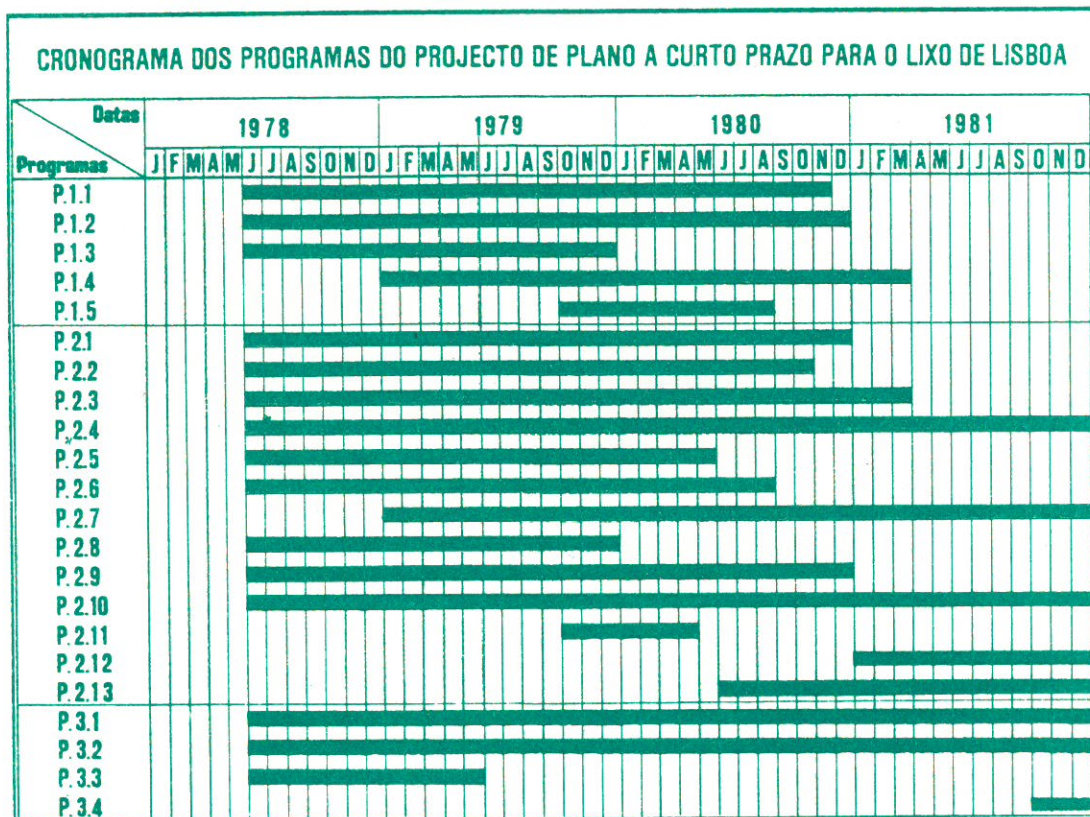 CRONOGRAMA DOS PROGRAMAS DO PROJECTO DE PLANO A CURTO PRAZO PARA O LIXO DE LISBOA
Datas
1978 1979 1980 1981
Programas J F M A M J J A S O N D J F M A M J J A S O N D J F M A M J J A S O N D J F M A M J J A S O N D
P.1.1
P.1.2
P.1.3
P.1.4
P.1.5
P.2.1
P.2.2
P.2.3
P.2.4
P.2.5
P.2.6
P.2.7
P.2.8
P.2.9
P.2.10
P.2.11
P.2.12
P.2.13
P.3.1
P.3.2
P.3.3
P.3.4